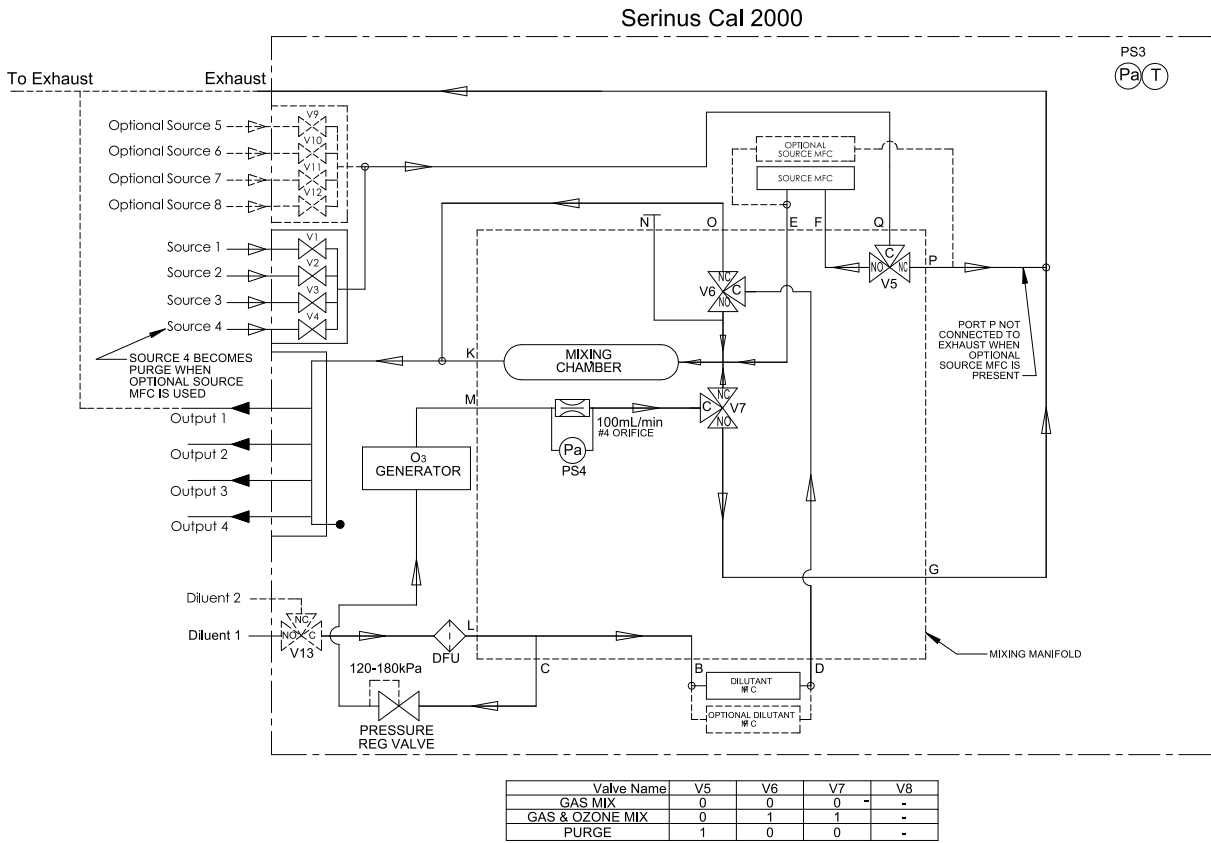 Serinus Cal 2000
PS3
Pa T
To Exhaust
Exhaust
Optional Source 5
V9
Optional Source 6
V10
Optional Source 7
V11
Optional Source 8
V12
OPTIONAL
SOURCE MFC
SOURCE MFC
N
O
E
F
Q
Source 1
V1
Source 2
V2
Source 3
V3
Source 4
V4
C
NO
NC
V5
P
NC
V6
C
NO
SOURCE 4 BECOMES
PURGE WHEN
OPTIONAL SOURCE
MFC IS USED
PORT P NOT
CONNECTED TO
EXHAUST WHEN
OPTIONAL
SOURCE MFC IS
PRESENT
K
MIXING
CHAMBER
M
NC
C
V7
NO
100mL/min
#4 ORIFICE
Pa
PS4
Output 1
Output 2
Output 3
Output 4
O3
GENERATOR
G
Diluent 2
NC
Diluent 1
NO
C
V13
DFU
L
MIXING MANIFOLD
120-180kPa
C
B
D
DILUTANT
OPTIONAL DILUTANT
PRESSURE
REG VALVE
Valve Name V5 V6 V7 V8
GAS MIX 0 0 0 - -
GAS & OZONE MIX 0 1 1 -
PURGE 1 0 0 -